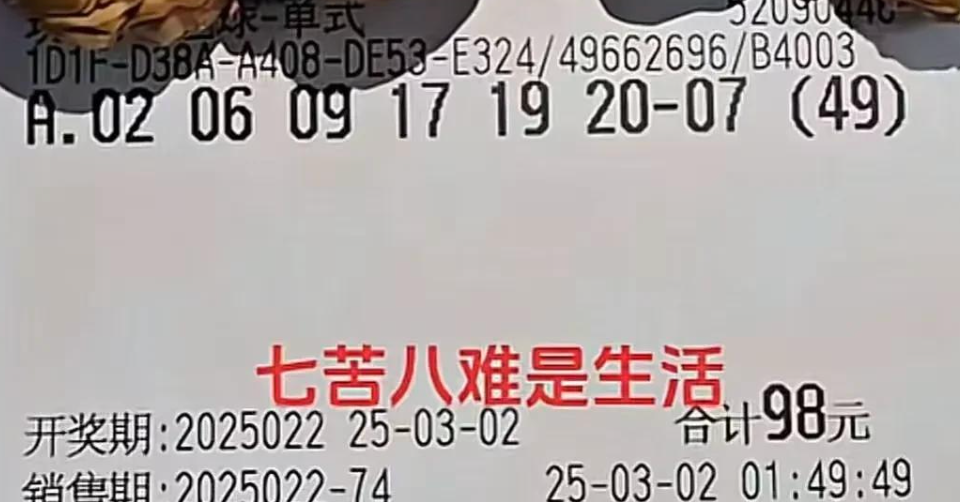 球-单式
1D1F-D38A-A408-DE53-E324/49662696/B4003
A.02 06 09 17 19 20-07 (49)
七苦八难是生活
开奖期:2025022 25-03-02 合计98元
销售期:2025022-74 25-03-02 01:49:49